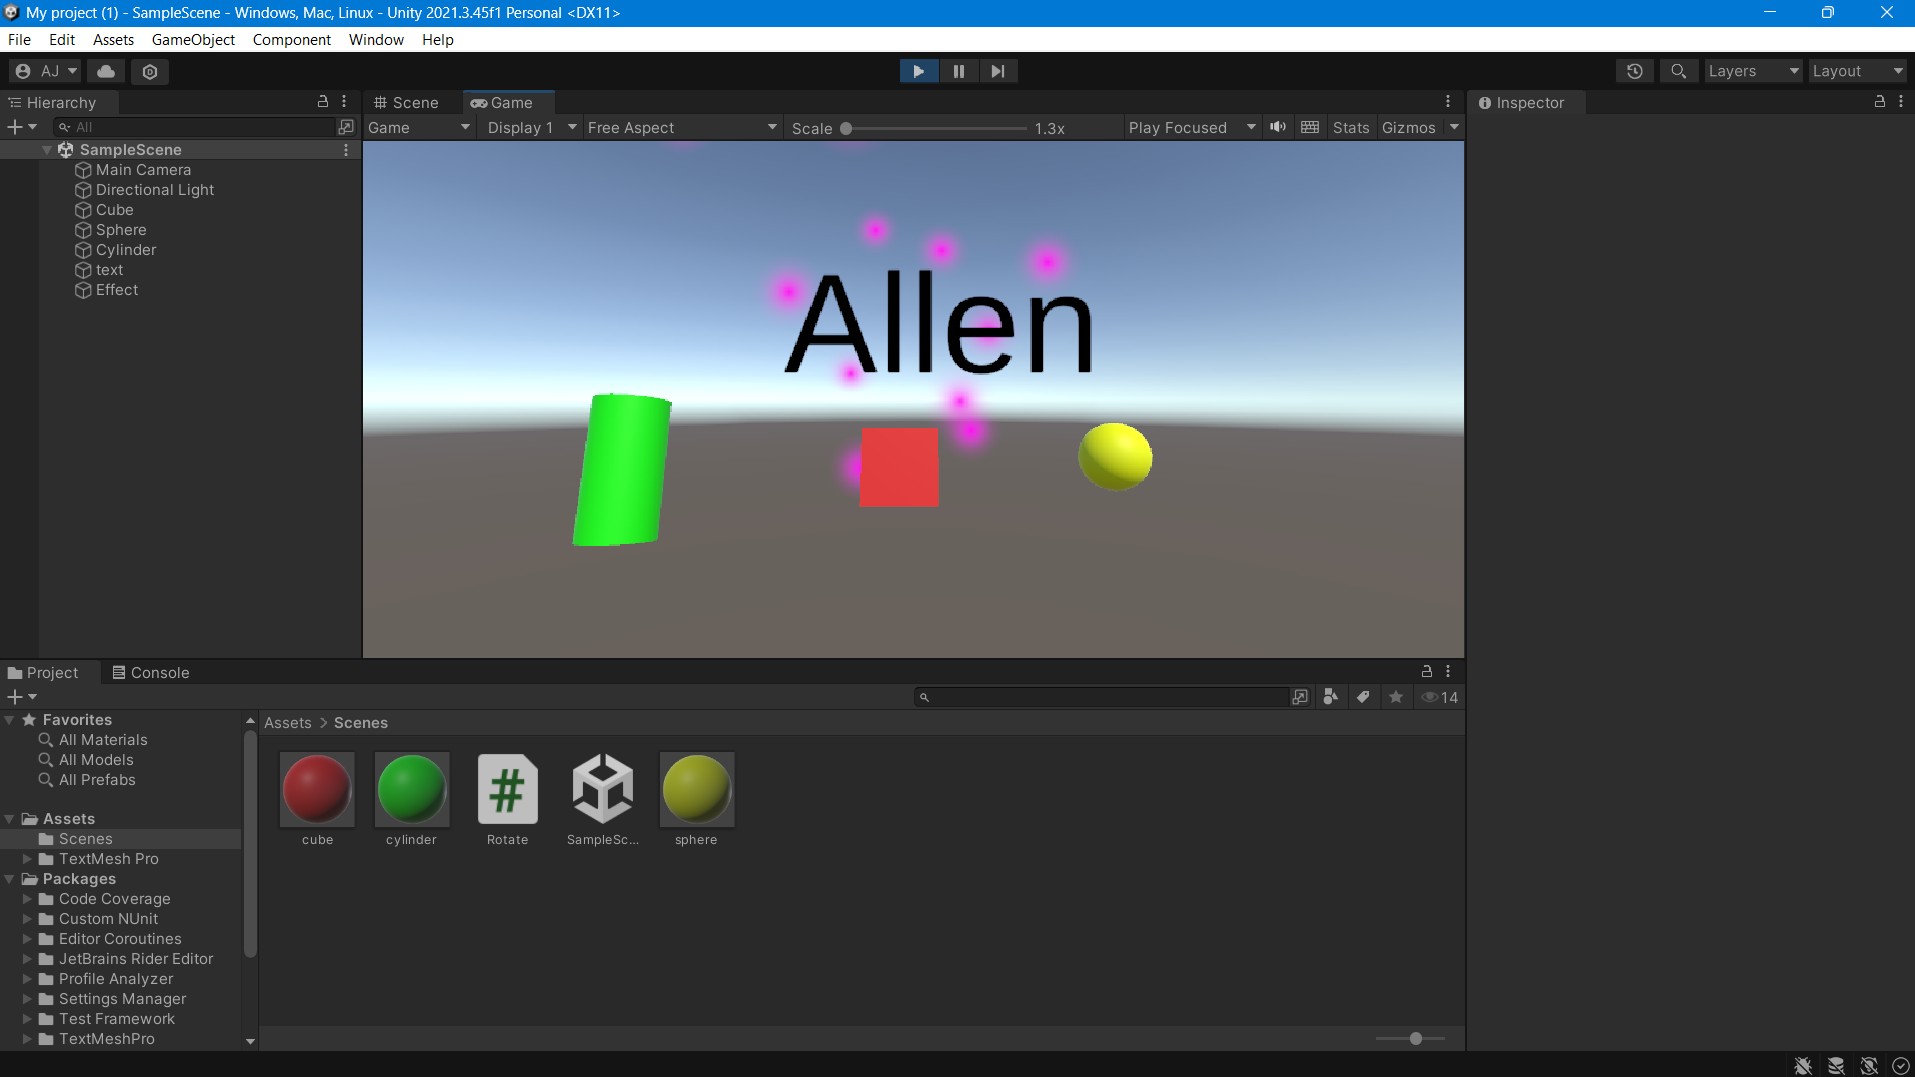 My project (1) - SampleScene - Windows, Mac, Linux - Unity 2021.3.45f1 Personal <DX11>
File Edit Assets GameObject Component Window Help
AJ Layers Layout
Hierarchy Scene Game Inspector
All Game Display 1 Free Aspect Scale 1.3x Play Focused Stats Gizmos
SampleScene
Main Camera
Directional Light
Cube
Sphere
Cylinder
text
Effect
Allen
Project Console
14
Favorites
All Materials
All Models
All Prefabs
Assets
Scenes
TextMesh Pro
Packages
Code Coverage
Custom NUnit
Editor Coroutines
JetBrains Rider Editor
Profile Analyzer
Settings Manager
Test Framework
TextMeshPro
Assets > Scenes
#
cube cylinder Rotate SampleSc... sphere